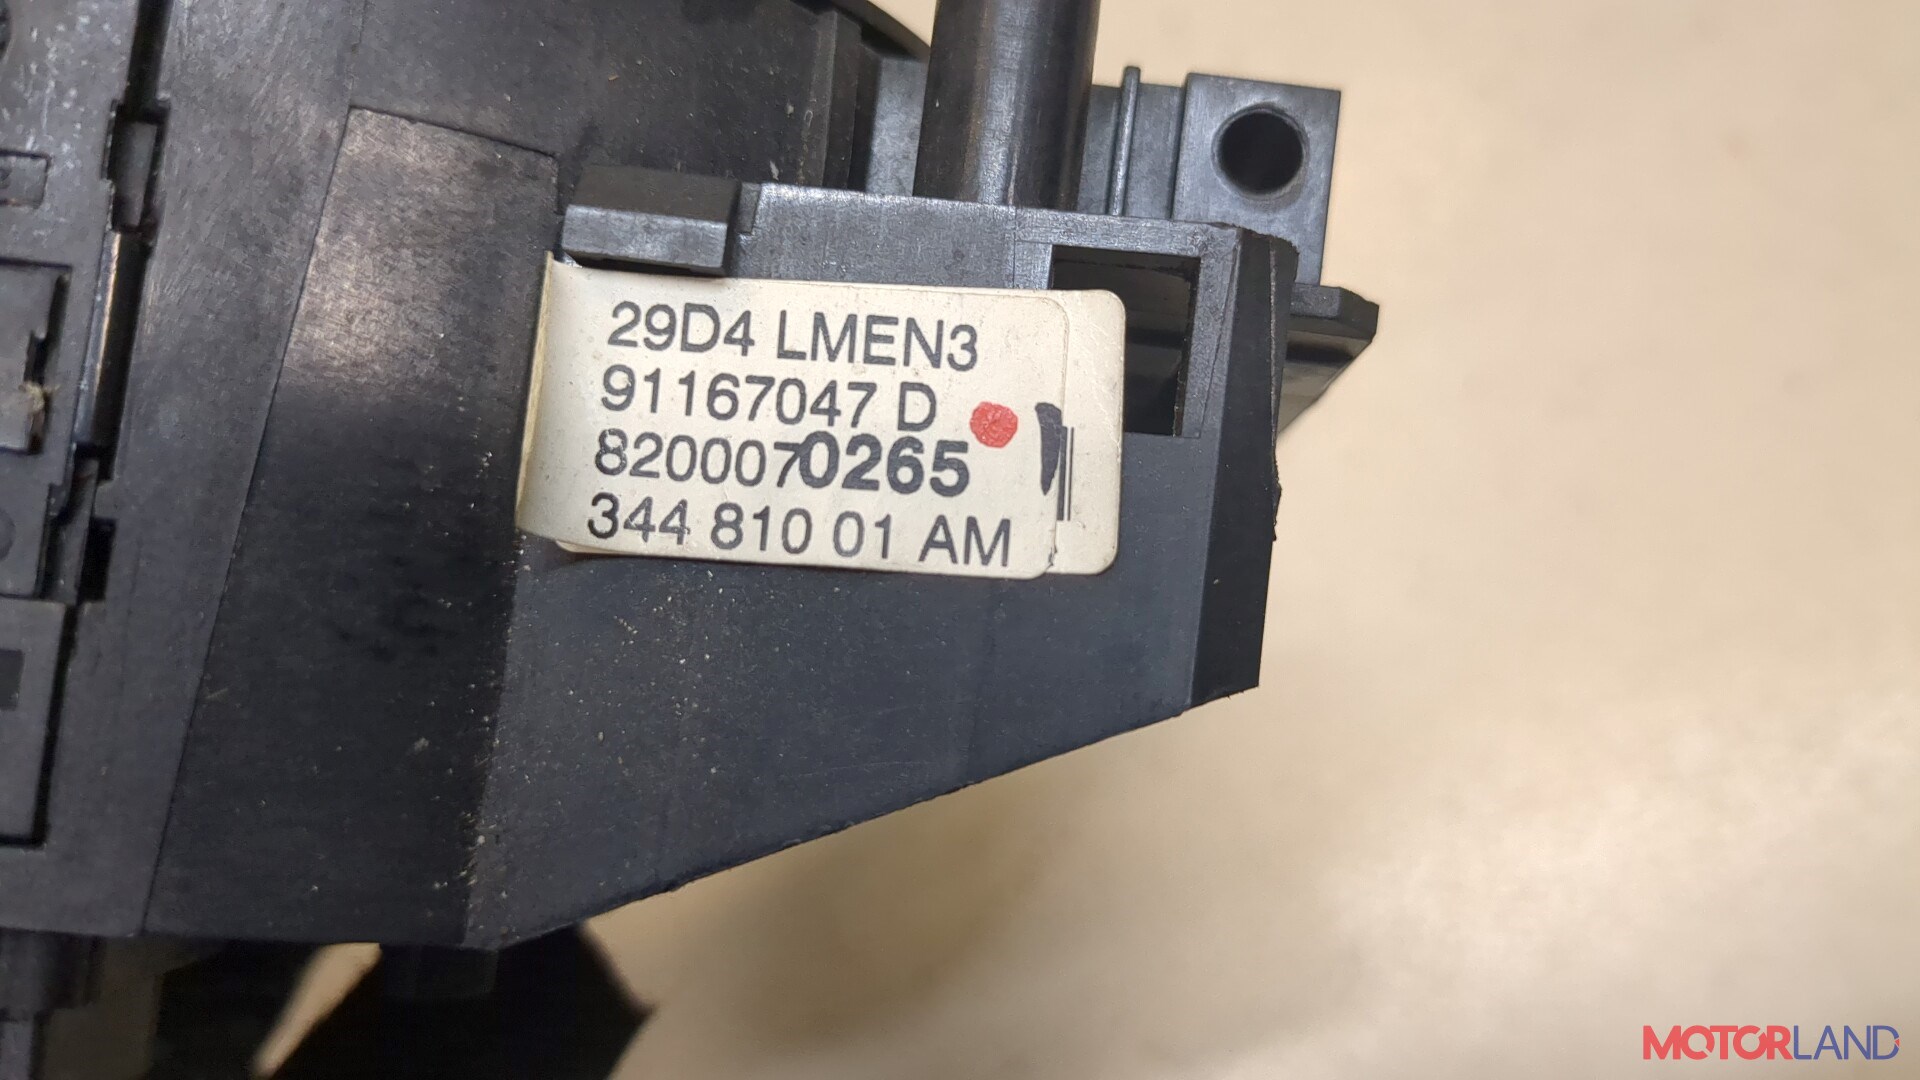 29D4 LMEN3
91167047 D
8200070265
344 810 01 AM
MOTORLAND